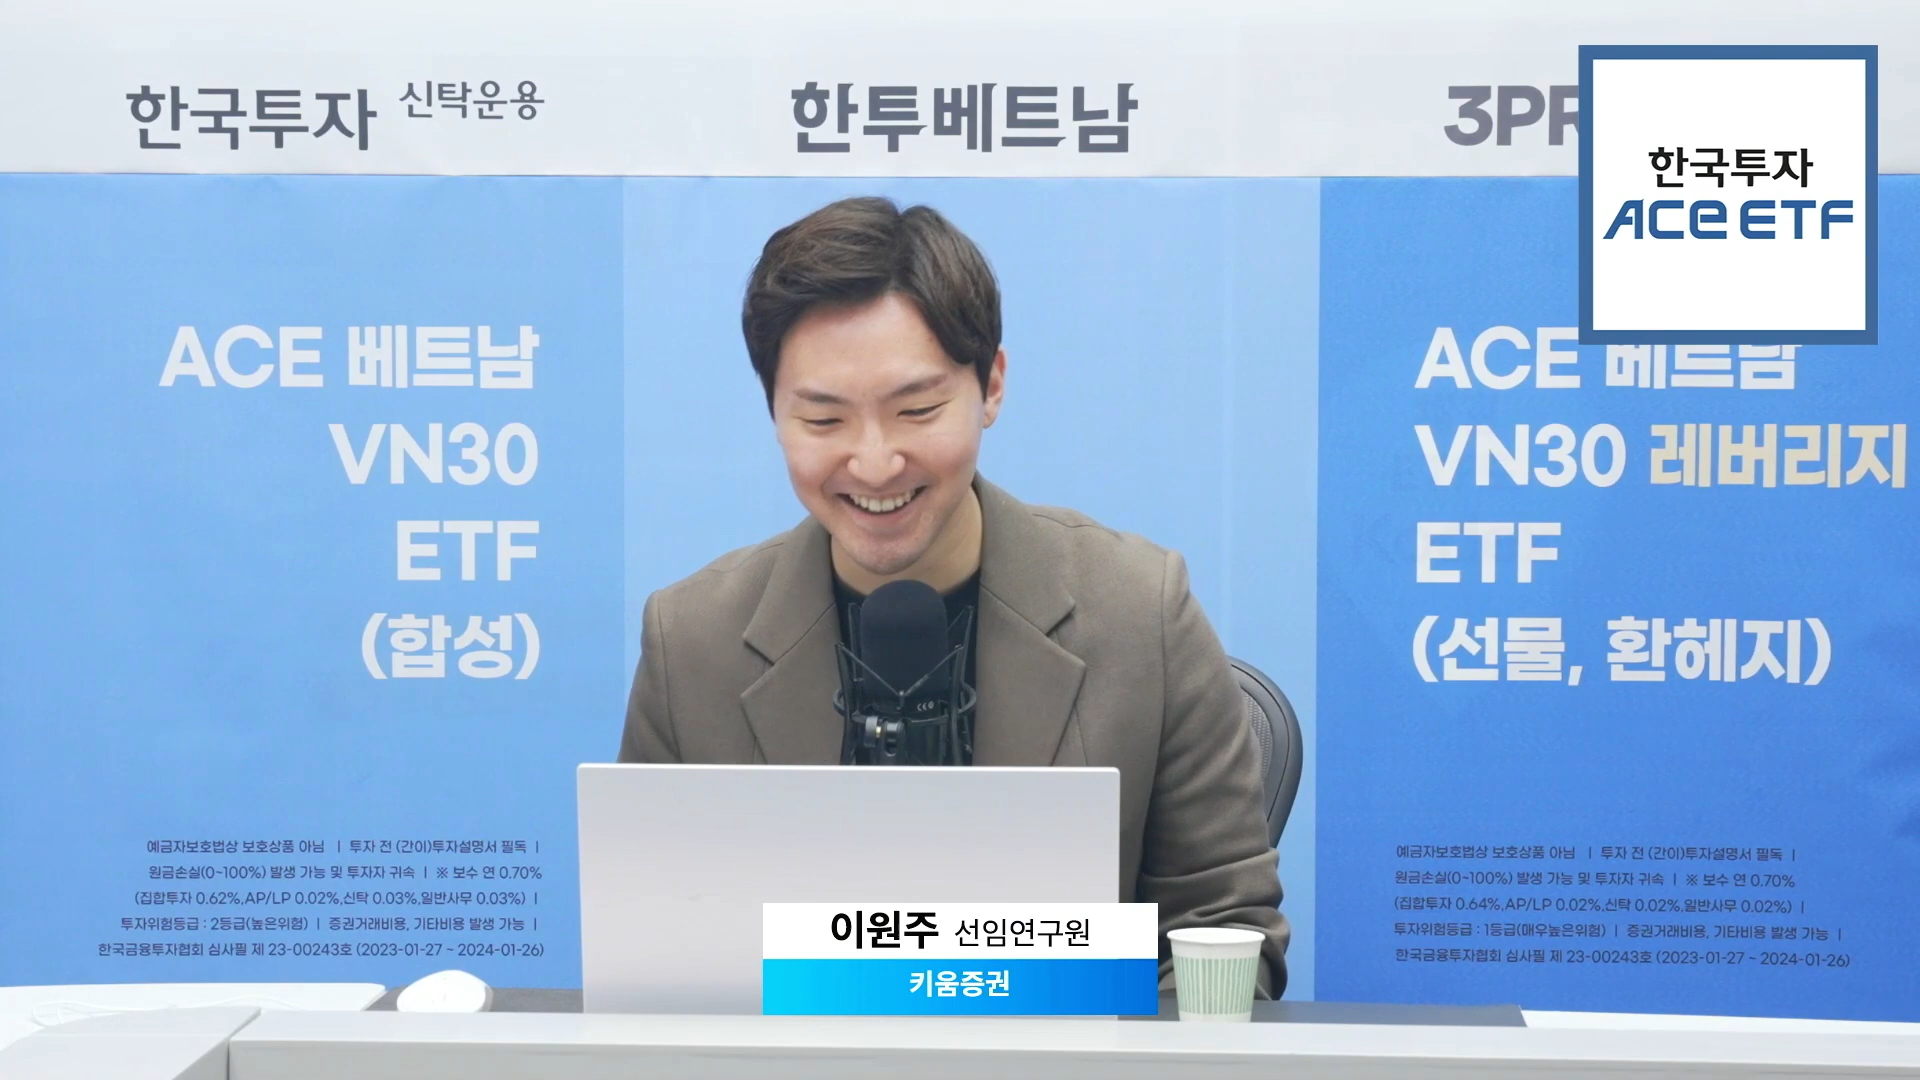 한국투자 신탁운용
한투베트남
한국투자
ACE ETF
ACE 베트남
VN30
ETF
(합성)
ACE 베트남
VN30 레버리지
ETF
(선물, 환헤지)
예금자보호법상 보호상품 아님 | 투자 전 (간이)투자설명서 필독 |
원금손실(0~100%) 발생 가능 및 투자자 귀속 | ※ 보수 연 0.70%
(집합투자 0.62%,AP/LP 0.02%,신탁 0.03%,일반사무 0.03%) |
투자위험등급 : 2등급(높은위험) | 증권거래비용, 기타비용 발생 가능 |
한국금융투자협회 심사필 제 23-00243호 (2023-01-27 ~ 2024-01-26)
예금자보호법상 보호상품 아님 | 투자 전 (간이)투자설명서 필독 |
원금손실(0~100%) 발생 가능 및 투자자 귀속 | ※ 보수 연 0.70%
(집합투자 0.64%,AP/LP 0.02%,신탁 0.02%,일반사무 0.02%) |
투자위험등급 : 1등급(매우높은위험) | 증권거래비용, 기타비용 발생 가능 |
한국금융투자협회 심사필 제 23-00243호 (2023-01-27 ~ 2024-01-26)
이원주 선임연구원
키움증권